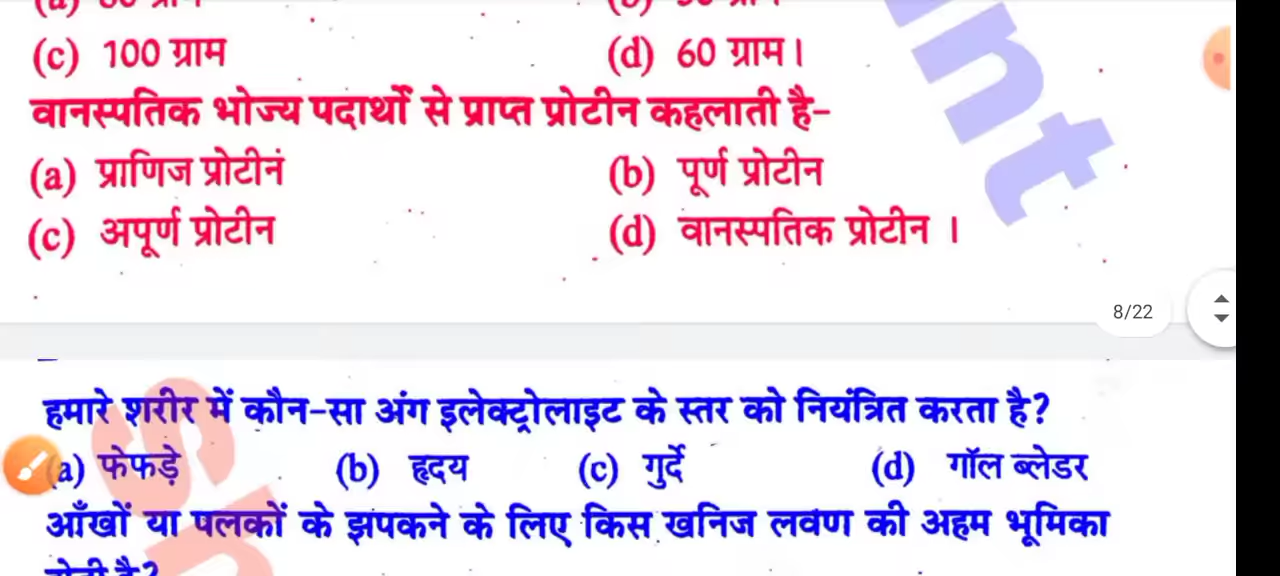 (c) 100 ग्राम (d) 60 ग्राम।
वानस्पतिक भोज्य पदार्थों से प्राप्त प्रोटीन कहलाती है-
(a) प्राणिज प्रोटीनं (b) पूर्ण प्रोटीन
(c) अपूर्ण प्रोटीन (d) वानस्पतिक प्रोटीन ।
8/22
हमारे शरीर में कौन-सा अंग इलेक्ट्रोलाइट के स्तर को नियंत्रित करता है?
a) फेफड़े (b) हृदय (c) गुर्दे (d) गॉल ब्लेडर
आँखों या पलकों के झंपकने के लिए किस खनिज लवण की अहम भूमिका